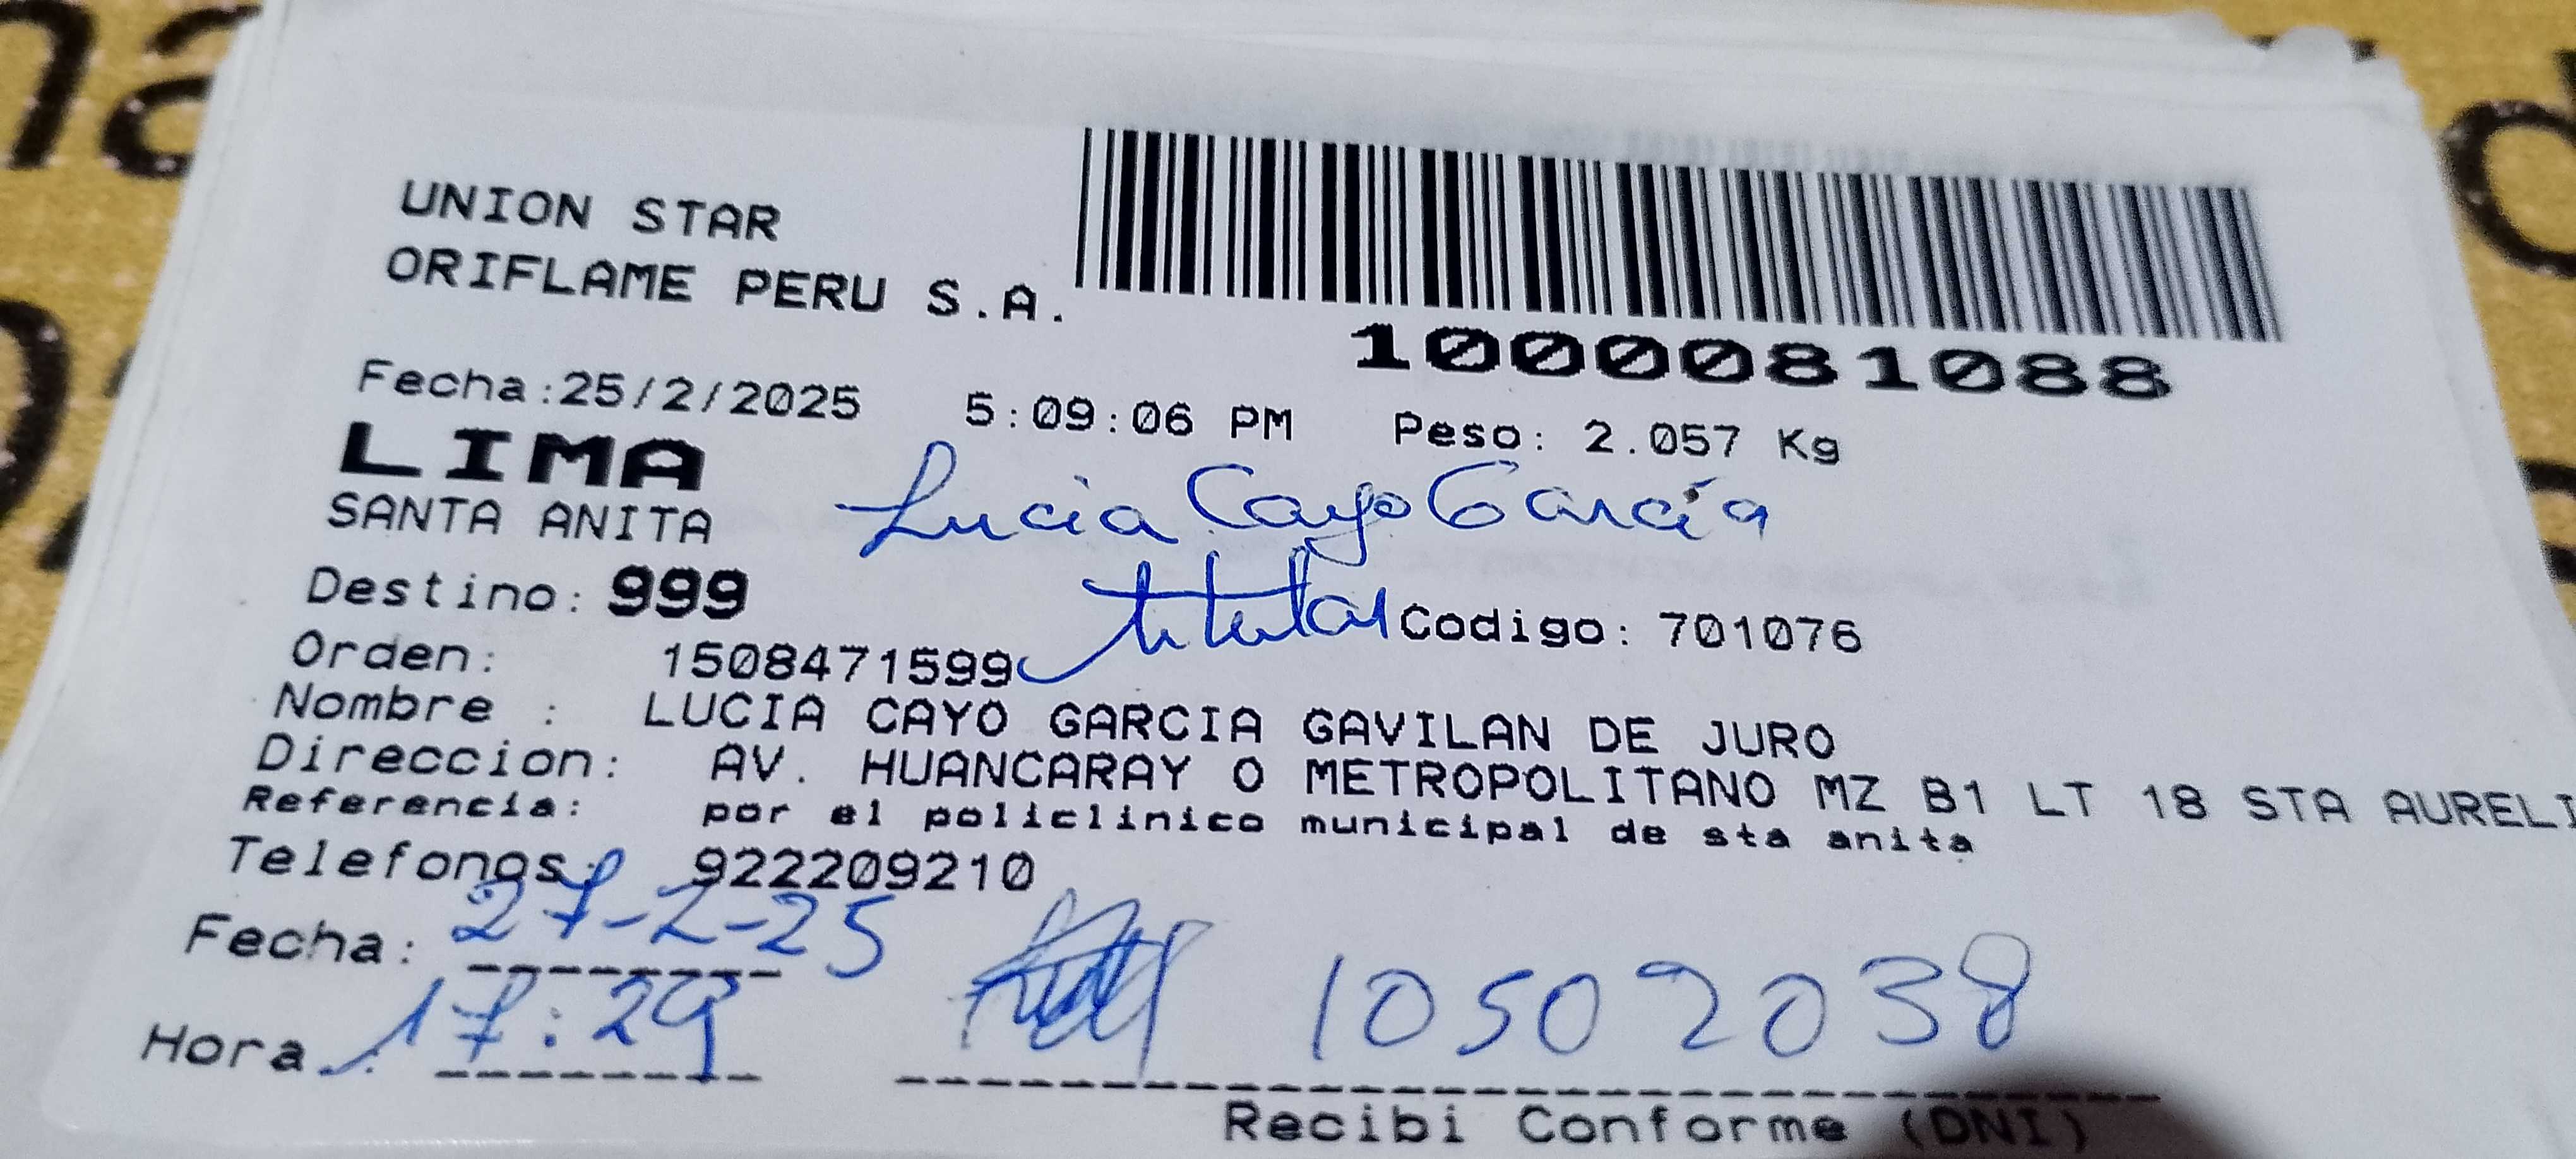 UNION STAR
ORIFLAME PERU S.A.
1000081088
Fecha:25/2/2025 5:09:06 PM Peso: 2.057 Kg
LIMA
SANTA ANITA Lucia Cayo García
Destino: 999 titular Codigo: 701076
Orden: 1508471599
Nombre : LUCIA CAYO GARCIA GAVILAN DE JURO
Direccion: AV. HUANCARAY O METROPOLITANO MZ B1 LT 18 STA AURELI
Referencia: por el policlinico municipal de sta anita
Telefonos: 922209210
Fecha: 27-2-25
Hora : 17:29 10502038
Recibi Conforme (DNI)